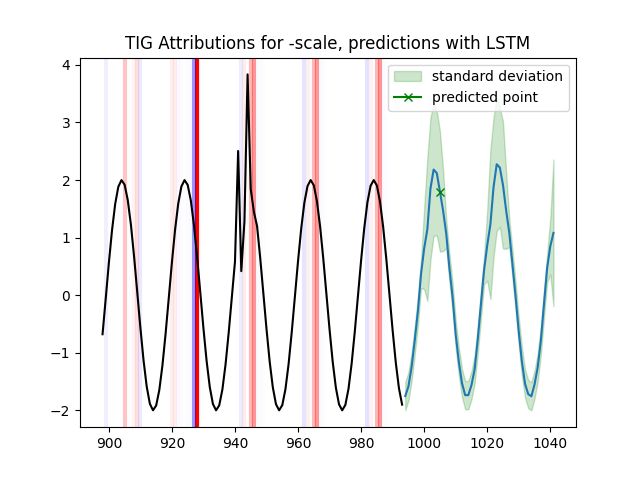 TIG Attributions for -scale, predictions with LSTM
standard deviation
predicted point
4
3
2
1
0
−1
−2
900 920 940 960 980 1000 1020 1040